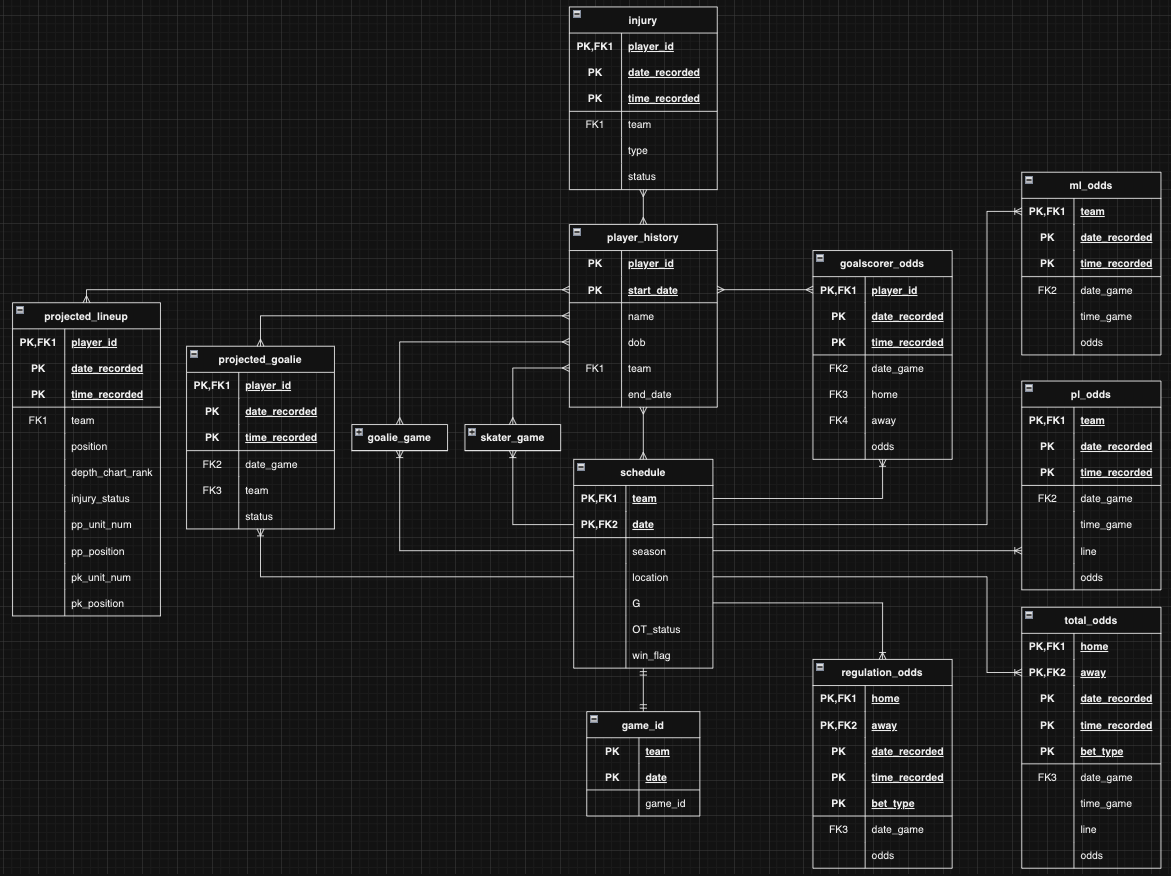 injury
PK,FK1 player_id
PK date_recorded
PK time_recorded
FK1 team
type
status
player_history
PK player_id
PK start_date
name
dob
FK1 team
end_date
projected_lineup
PK,FK1 player_id
PK date_recorded
PK time_recorded
FK1 team
position
depth_chart_rank
injury_status
pp_unit_num
pp_position
pk_unit_num
pk_position
projected_goalie
PK,FK1 player_id
PK date_recorded
PK time_recorded
FK2 date_game
FK3 team
status
goalie_game
skater_game
schedule
PK,FK1 team
PK,FK2 date
season
location
G
OT_status
win_flag
game_id
PK team
PK date
game_id
goalscorer_odds
PK,FK1 player_id
PK date_recorded
PK time_recorded
FK2 date_game
FK3 home
FK4 away
odds
regulation_odds
PK,FK1 home
PK,FK2 away
PK date_recorded
PK time_recorded
PK bet_type
FK3 date_game
odds
ml_odds
PK,FK1 team
PK date_recorded
PK time_recorded
FK2 date_game
time_game
odds
pl_odds
PK,FK1 team
PK date_recorded
PK time_recorded
FK2 date_game
time_game
line
odds
total_odds
PK,FK1 home
PK,FK2 away
PK date_recorded
PK time_recorded
PK bet_type
FK3 date_game
time_game
line
odds